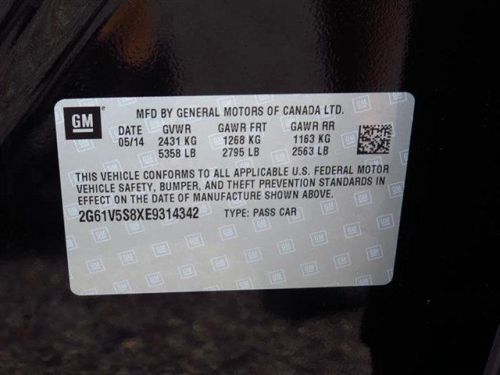 GM
MFD BY GENERAL MOTORS OF CANADA LTD.
DATE GVWR GAWR FRT GAWR RR
05/14 2431 KG 1268 KG 1163 KG
5358 LB 2795 LB 2563 LB
THIS VEHICLE CONFORMS TO ALL APPLICABLE U.S. FEDERAL MOTOR
VEHICLE SAFETY, BUMPER, AND THEFT PREVENTION STANDARDS IN
EFFECT ON THE DATE OF MANUFACTURE SHOWN ABOVE.
2G61V5S8XE9314342 TYPE: PASS CAR